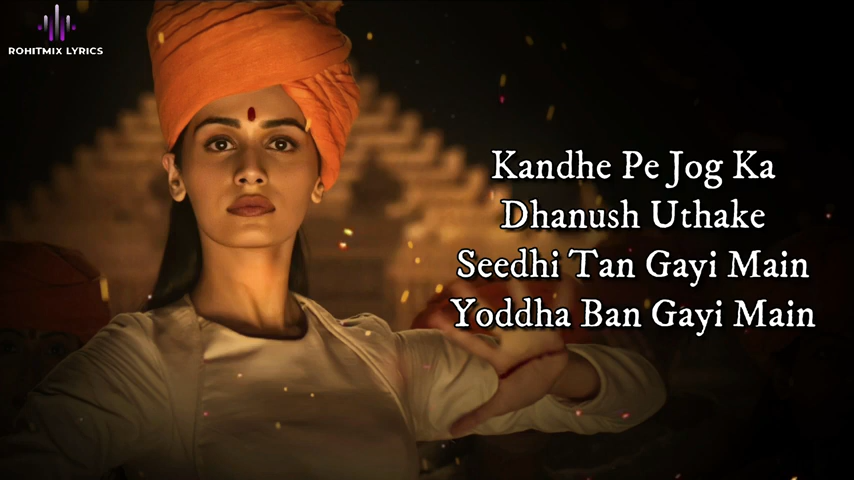 ROHITMIX LYRICS
Kandhe Pe Jog Ka
Dhanush Uthake
Seedhi Tan Gayi Main
Yoddha Ban Gayi Main